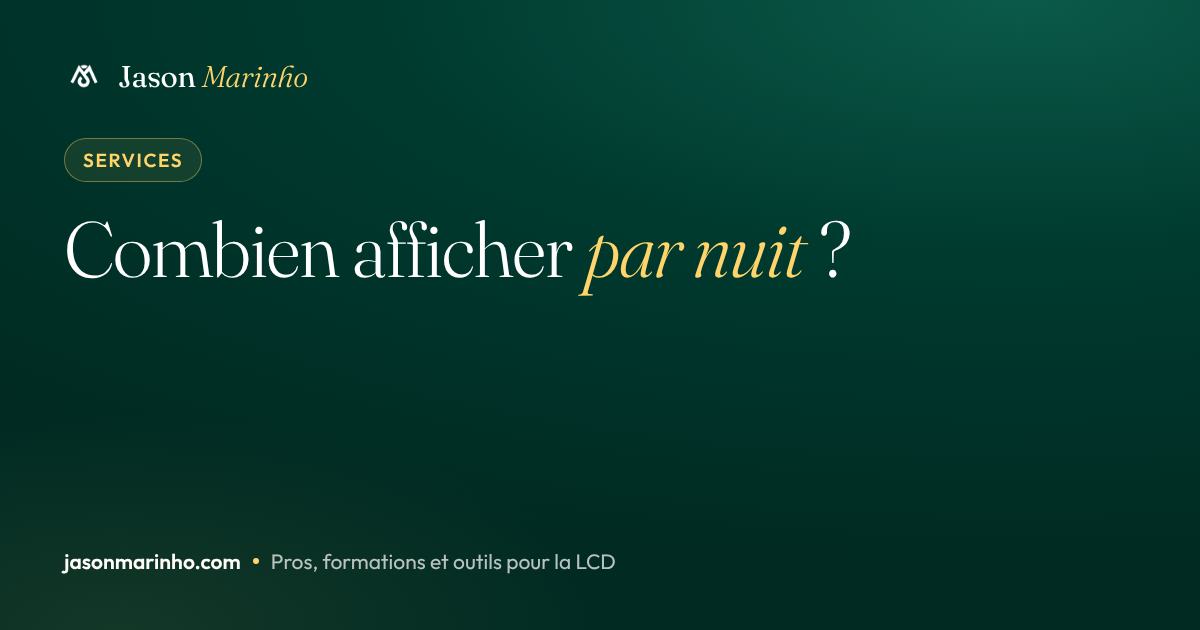 Jason Marinho
SERVICES
Combien afficher par nuit ?
jasonmarinho.com • Pros, formations et outils pour la LCD